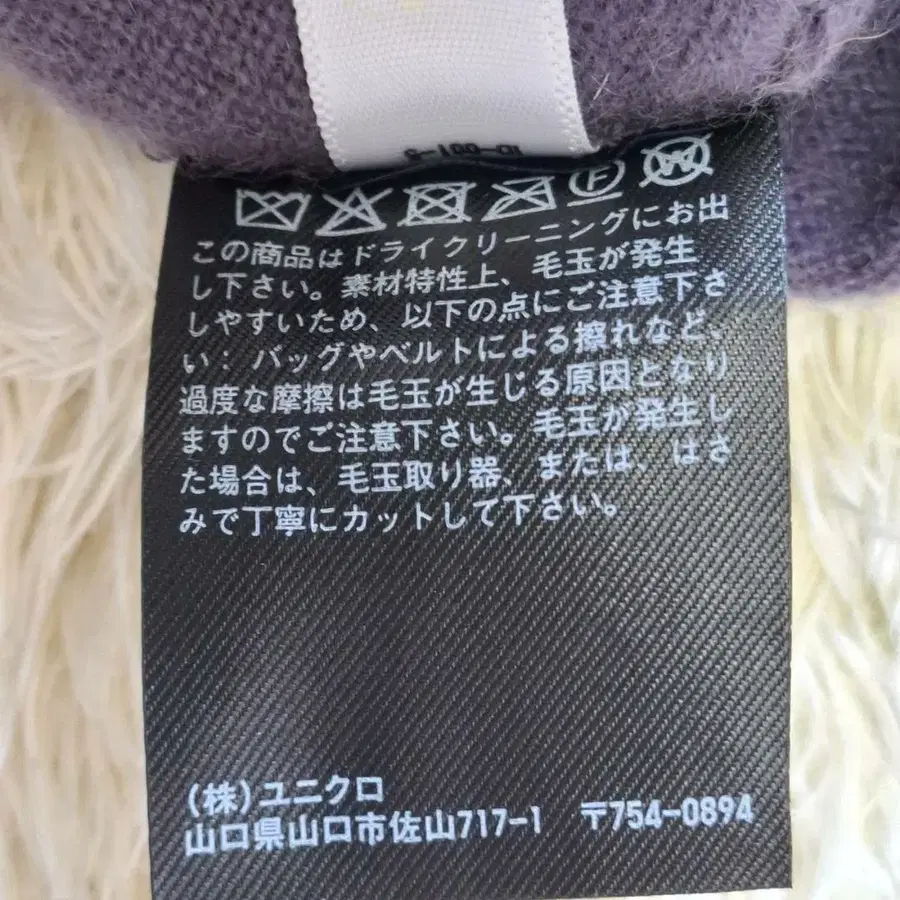 10-001-3
F W
この商品はドライクリーニングにお出
し下さい。素材特性上、毛玉が発生
しやすいため、以下の点にご注意下さ
い：バッグやベルトによる擦れなど、
過度な摩擦は毛玉が生じる原因となり
ますのでご注意下さい。毛玉が発生し
た場合は、毛玉取り器、または、はさ
みで丁寧にカットして下さい。
(株)ユニクロ
山口県山口市佐山717-1 〒754-0894